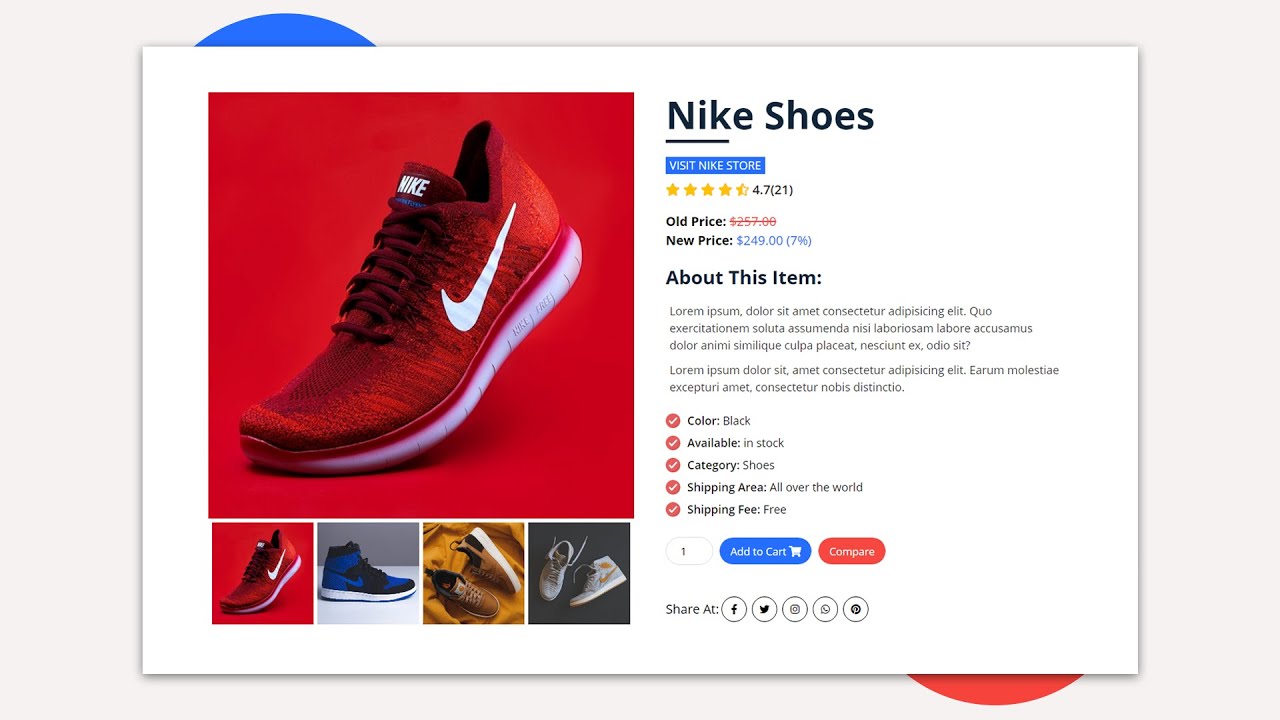 Nike Shoes
VISIT NIKE STORE
4.7(21)
Old Price: $257.00
New Price: $249.00 (7%)
About This Item:
Lorem ipsum, dolor sit amet consectetur adipisicing elit. Quo
exercitationem soluta assumenda nisi laboriosam labore accusamus
dolor animi similique culpa placeat, nesciunt ex, odio sit?
Lorem ipsum dolor sit, amet consectetur adipisicing elit. Earum molestiae
excepturi amet, consectetur nobis distinctio.
Color: Black
Available: in stock
Category: Shoes
Shipping Area: All over the world
Shipping Fee: Free
1
Add to Cart
Compare
Share At:
NIKE
NIKE FREE
NIKE